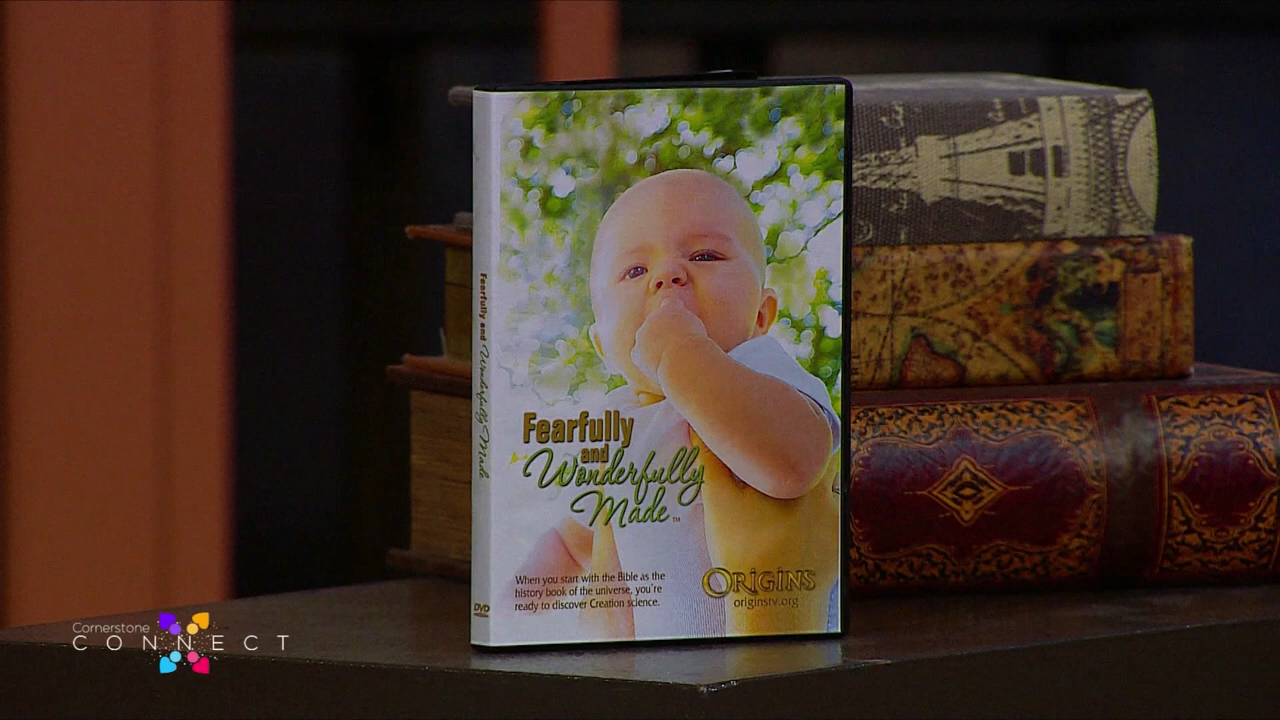 Fearfully
and
Wonderfully
Made™
When you start with the Bible as the
history book of the universe, you're
ready to discover Creation science.
ORIGINS
originstv.org
Fearfully and Wonderfully Made
DVD
Cornerstone
CONNECT